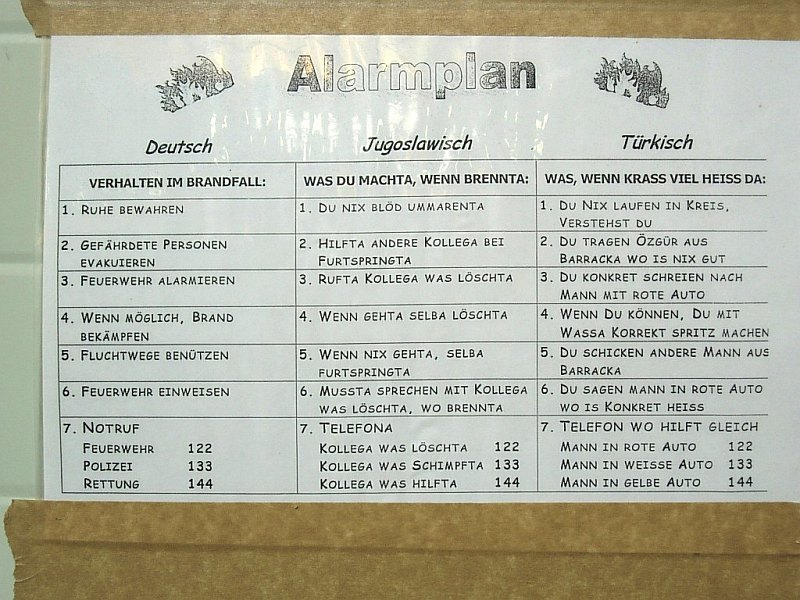 Alarmplan
Deutsch Jugoslawisch Türkisch
VERHALTEN IM BRANDFALL: WAS DU MACHTA, WENN BRENNTA: WAS, WENN KRASS VIEL HEISS DA:
1. RUHE BEWAHREN
1. DU NIX BLÖD UMMARENTA
1. DU NIX LAUFEN IN KREIS,
VERSTEHST DU
2. GEFÄHRDETE PERSONEN
EVAKUIEREN
2. HILFTA ANDERE KOLLEGA BEI
FURTSPRINGTA
2. DU TRAGEN ÖZGÜR AUS
BARRACKA WO IS NIX GUT
3. FEUERWEHR ALARMIEREN
3. RUFTA KOLLEGA WAS LÖSCHTA
3. DU KONKRET SCHREIEN NACH
MANN MIT ROTE AUTO
4. WENN MÖGLICH, BRAND
BEKÄMPFEN
4. WENN GEHTA SELBA LÖSCHTA
4. WENN DU KÖNNEN, DU MIT
WASSA KORREKT SPRITZ MACHEN
5. FLUCHTWEGE BENÜTZEN
5. WENN NIX GEHTA, SELBA
FURTSPRINGTA
5. DU SCHICKEN ANDERE MANN AUS
BARRACKA
6. FEUERWEHR EINWEISEN
6. MUSSTA SPRECHEN MIT KOLLEGA
WAS LÖSCHTA, WO BRENNTA
6. DU SAGEN MANN IN ROTE AUTO
WO IS KONKRET HEISS
7. NOTRUF
FEUERWEHR 122
POLIZEI 133
RETTUNG 144
7. TELEFONA
KOLLEGA WAS LÖSCHTA 122
KOLLEGA WAS SCHIMPFTA 133
KOLLEGA WAS HILFTA 144
7. TELEFON WO HILFT GLEICH
MANN IN ROTE AUTO 122
MANN IN WEISSE AUTO 133
MANN IN GELBE AUTO 144